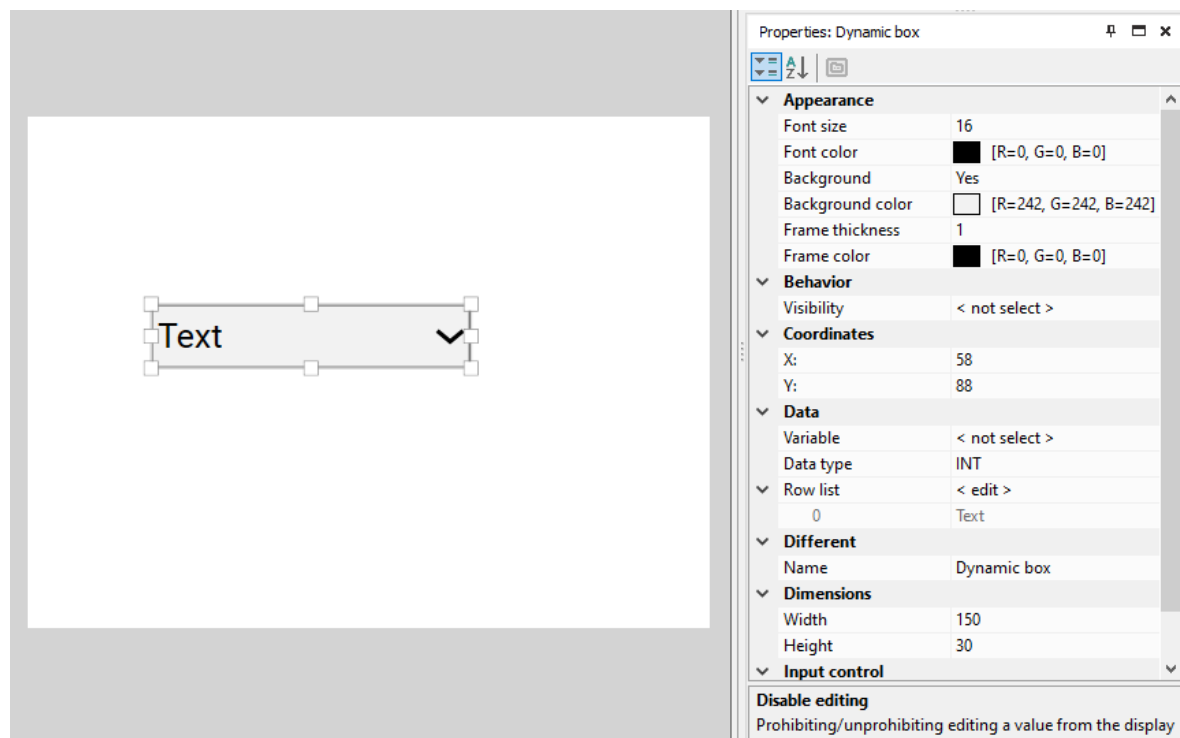 Text
Properties: Dynamic box
Appearance
Font size 16
Font color [R=0, G=0, B=0]
Background Yes
Background color [R=242, G=242, B=242]
Frame thickness 1
Frame color [R=0, G=0, B=0]
Behavior
Visibility < not select >
Coordinates
X: 58
Y: 88
Data
Variable < not select >
Data type INT
Row list < edit >
0 Text
Different
Name Dynamic box
Dimensions
Width 150
Height 30
Input control
Disable editing
Prohibiting/unprohibiting editing a value from the display